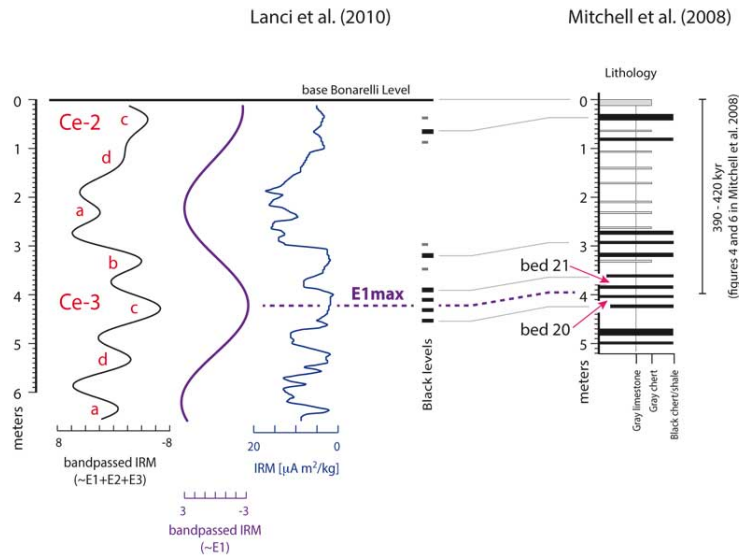 Lanci et al. (2010)
Mitchell et al. (2008)
Lithology
base Bonarelli Level
0
1
2
3
4
5
6
meters
Ce-2
c
d
a
b
Ce-3
c
d
a
8
-8
bandpassed IRM
(~E1+E2+E3)
3
-3
bandpassed IRM
(~E1)
E1max
20
0
IRM [μA m²/kg]
Black levels
0
1
2
3
4
5
meters
bed 21
bed 20
Gray limestone
Gray chert
Black chert/shale
390 - 420 kyr
(figures 4 and 6 in Mitchell et al. 2008)